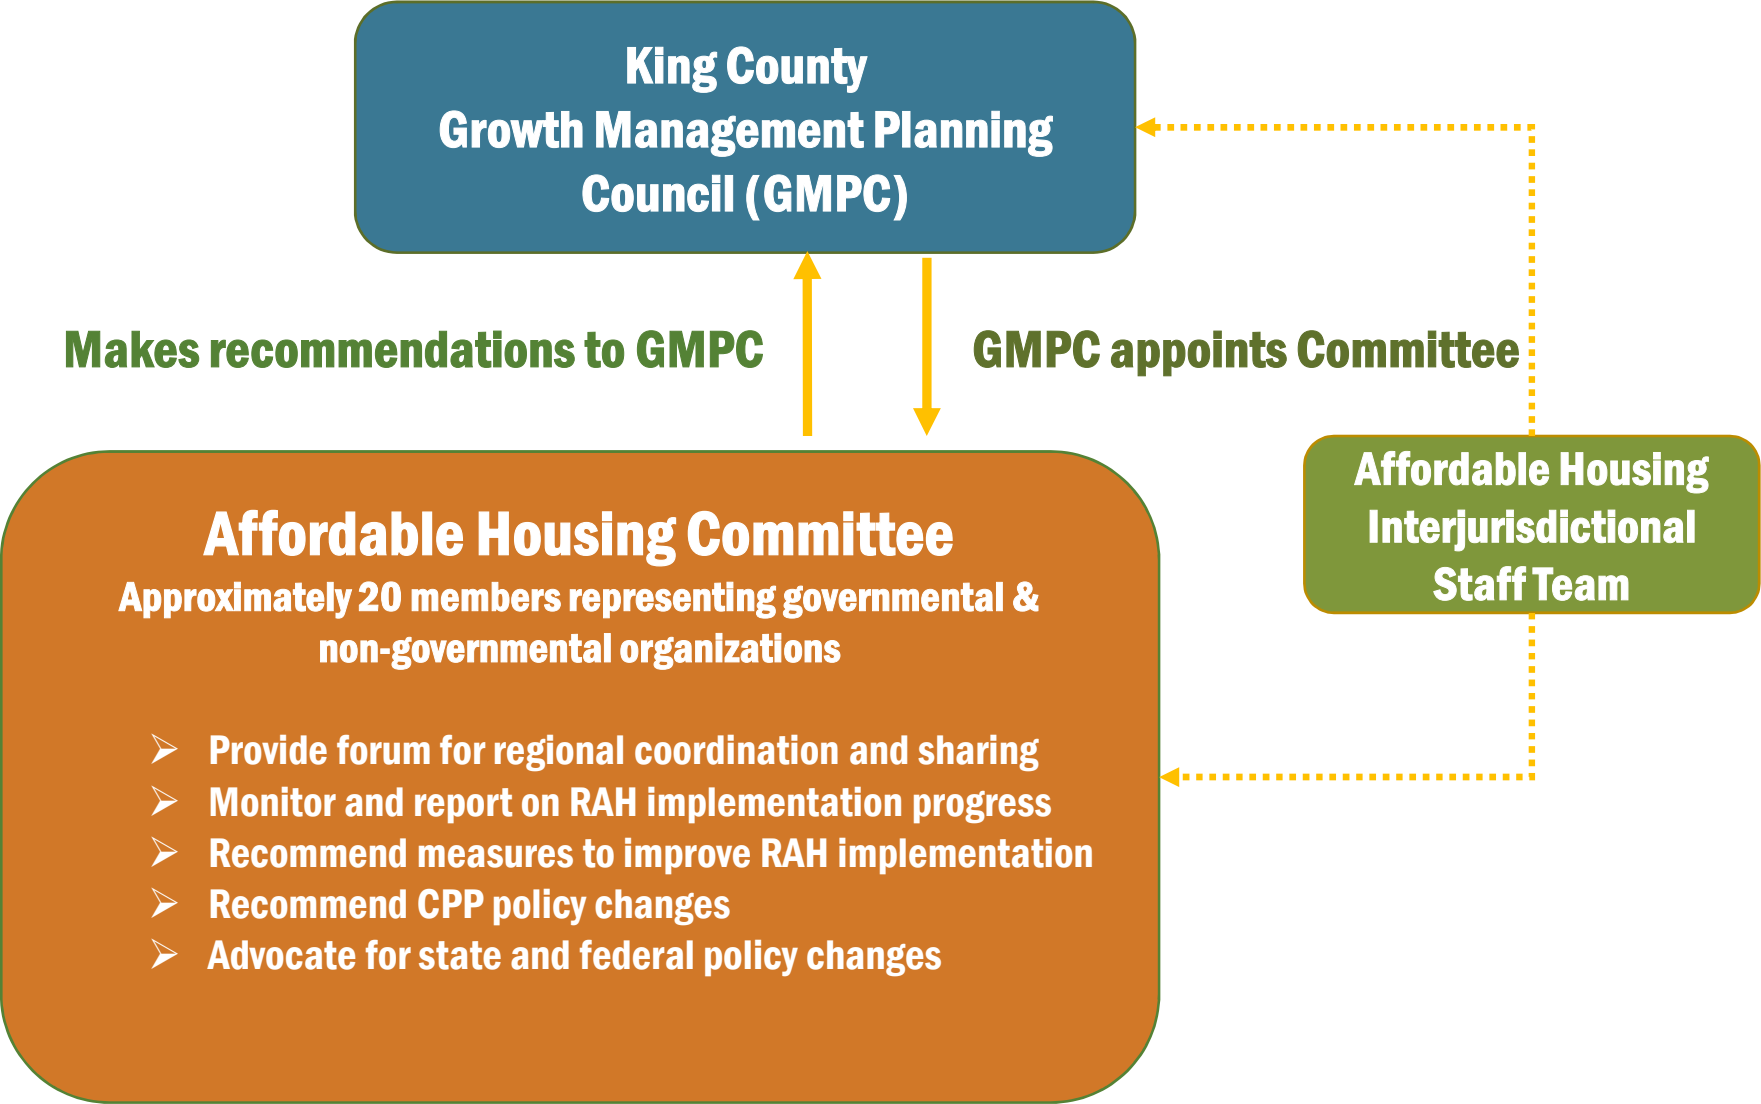 King County
Growth Management Planning
Council (GMPC)
Makes recommendations to GMPC
GMPC appoints Committee
Affordable Housing
Interjurisdictional
Staff Team
Affordable Housing Committee
Approximately 20 members representing governmental &
non-governmental organizations
Provide forum for regional coordination and sharing
Monitor and report on RAH implementation progress
Recommend measures to improve RAH implementation
Recommend CPP policy changes
Advocate for state and federal policy changes